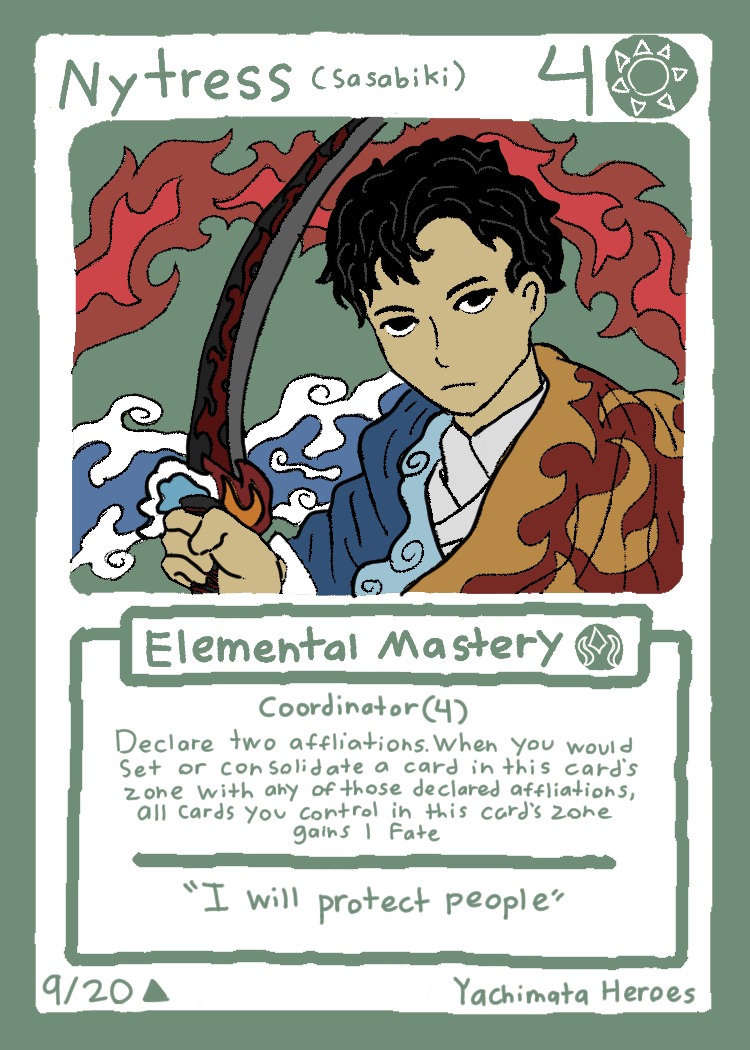 Nytress (Sasabiki) 4
Elemental Mastery
Coordinator(4)
Declare two affliations. When you would
Set or consolidate a card in this card's
zone with any of those declared affliations,
all Cards you control in this card's zone
gains 1 Fate
"I will protect people"
9/20
Yachimata Heroes